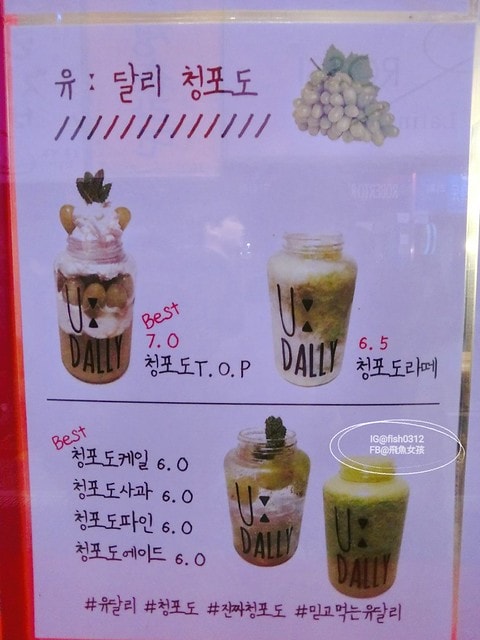 유 : 달리 청포도
U
DALLY
Best
7.0
청포도T.O.P
U
DALLY
6.5
청포도라떼
IG@fish0312
FB@飛魚女孩
Best
청포도케일 6.0
청포도사과 6.0
청포도파인 6.0
청포도에이드 6.0
U
DALLY
U
DALLY
#유달리 #청포도 #진짜청포도 #믿고먹는유달리